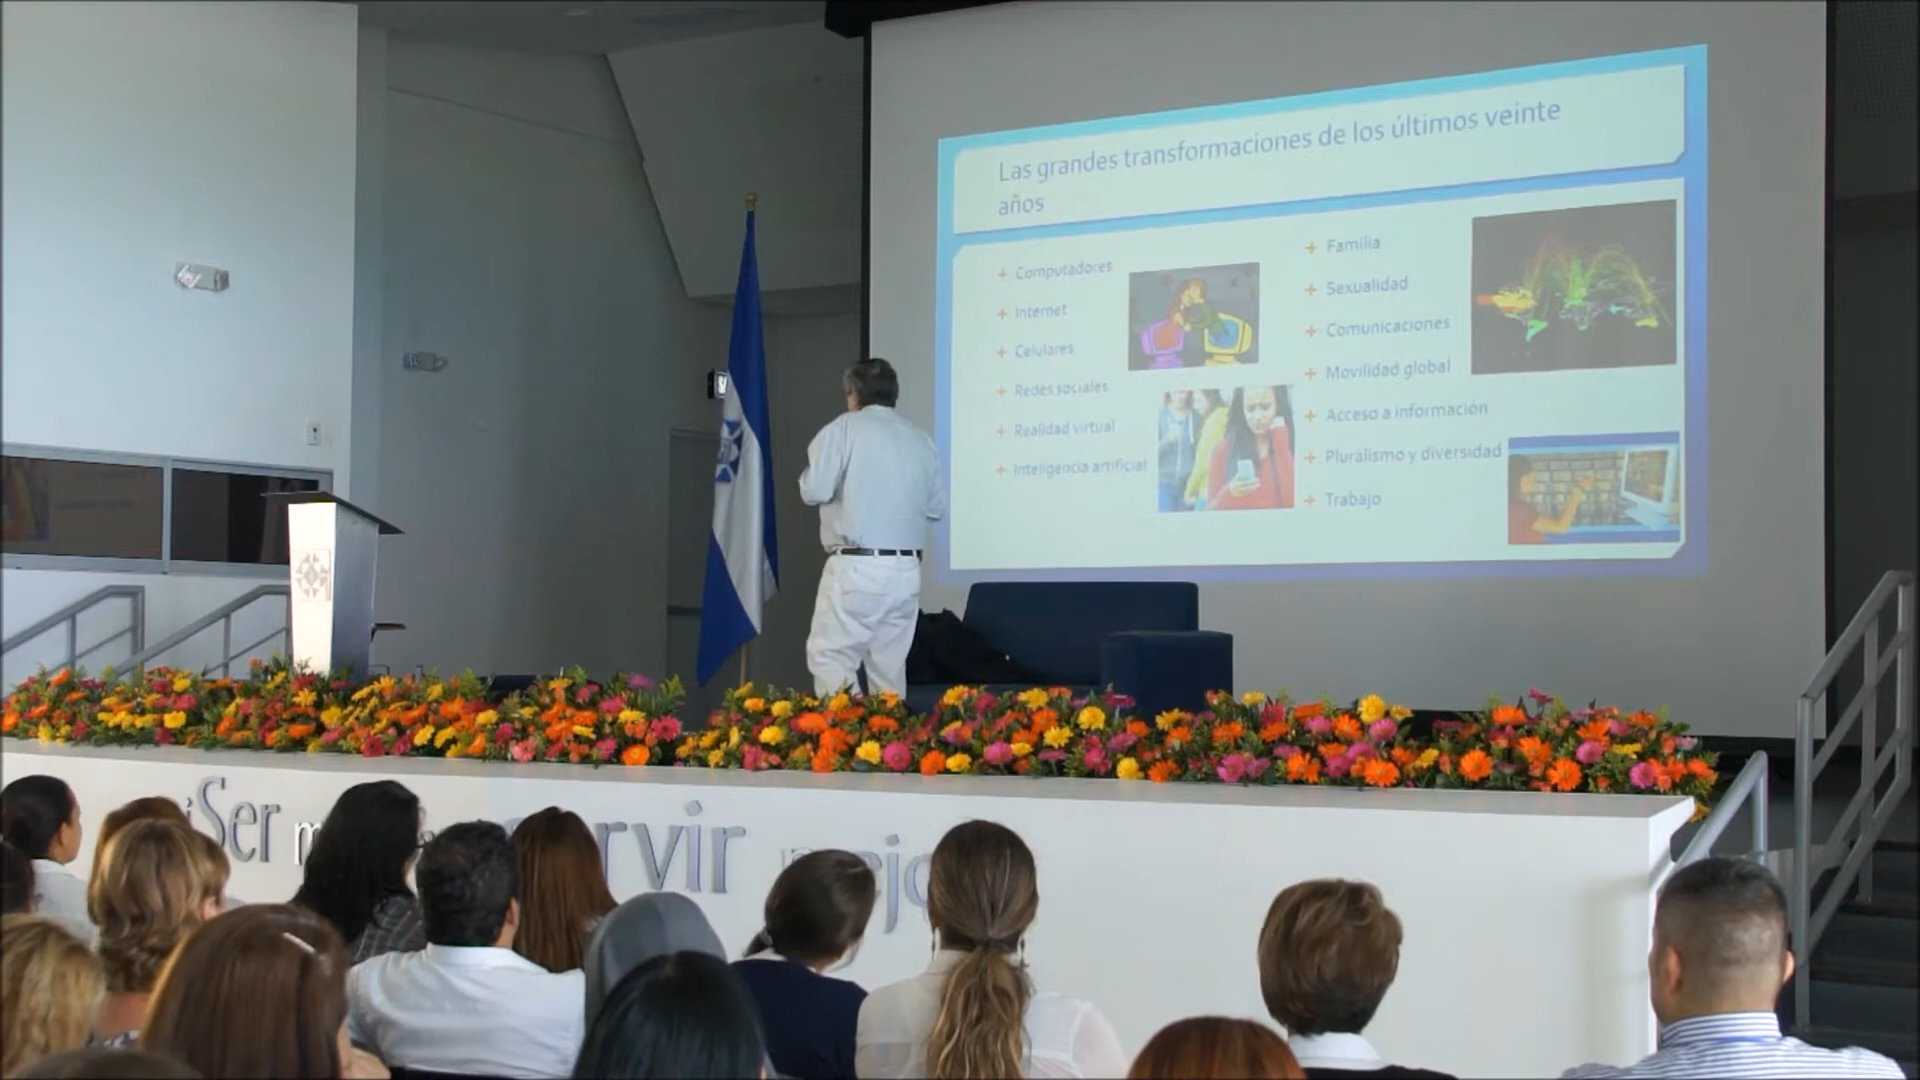 Las grandes transformaciones de los últimos veinte
años
+ Computadores
+ Internet
+ Celulares
+ Redes sociales
+ Realidad virtual
+ Inteligencia artificial
+ Familia
+ Sexualidad
+ Comunicaciones
+ Movilidad global
+ Acceso a información
+ Pluralismo y diversidad
+ Trabajo
¡Ser